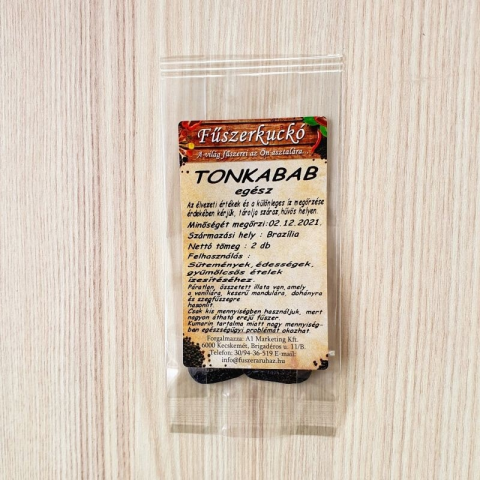 Fűszerkuckó
A világ fűszerei az Ön asztalára...
TONKABAB
egész
Az élvezeti értékek és a különleges íz megőrzése
érdekében kérjük, tárolja száraz, hűvös helyen.
Minőségét megőrzi:02.12.2021.
Származási hely : Brazília
Nettó tömeg : 2 db
Felhasználás :
Sütemények, édességek,
gyümölcsös ételek
ízesítéséhez.
Páratlan, összetett illata van, amely
a vaníliára, keserű mandulára, dohányra
és szegfűszegre
hasonlít.
Csak kis mennyiségben használjuk, mert
nagyon átható erejű fűszer.
Kumarin tartalma miatt nagy mennyiség-
ban egészségügyi problémát okozhat.
Forgalmazza: A1 Marketing Kft.
6000 Kecskemét, Brigadéros u. 11/B.
Telefon: 30/94-36-519 E-mail:
info@fuszeraruhaz.hu